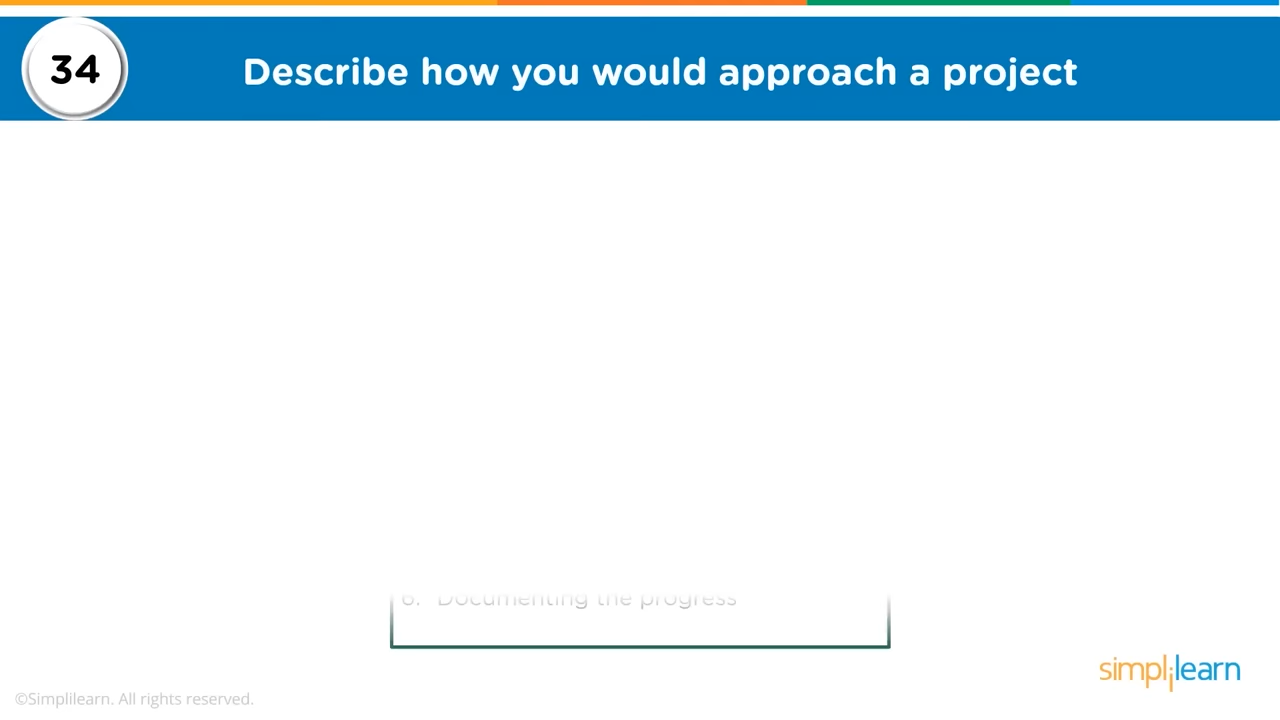 34
Describe how you would approach a project
6. Documenting the progress
simplilearn
©Simplilearn. All rights reserved.